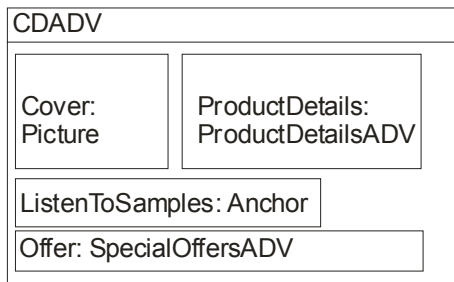 CDADV
Cover:
Picture
ProductDetails:
ProductDetailsADV
ListenToSamples: Anchor
Offer: SpecialOffersADV